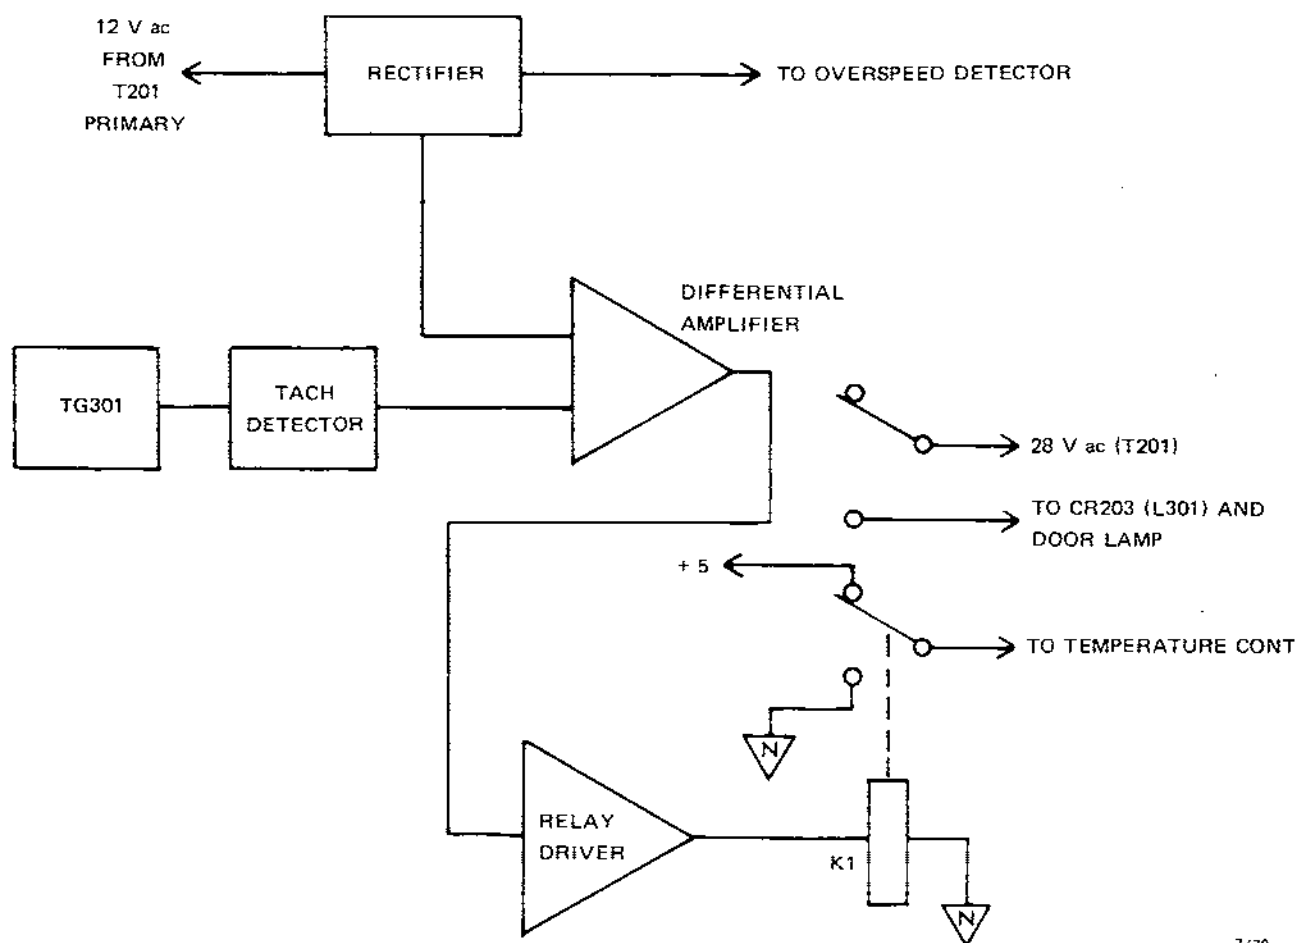 12 V ac
FROM
T201
PRIMARY
RECTIFIER
TO OVERSPEED DETECTOR
DIFFERENTIAL
AMPLIFIER
TG301
TACH
DETECTOR
28 V ac (T201)
TO CR203 (L301) AND
DOOR LAMP
+ 5
TO TEMPERATURE CONT
N
RELAY
DRIVER
K1
N